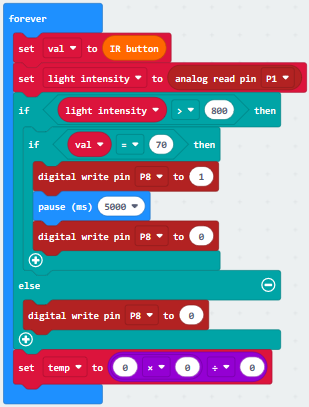 forever
set val to IR button
set light intensity to analog read pin P1
if light intensity > 800 then
if val = 70 then
digital write pin P8 to 1
pause (ms) 5000
digital write pin P8 to 0
else
digital write pin P8 to 0
set temp to 0 × 0 ÷ 0